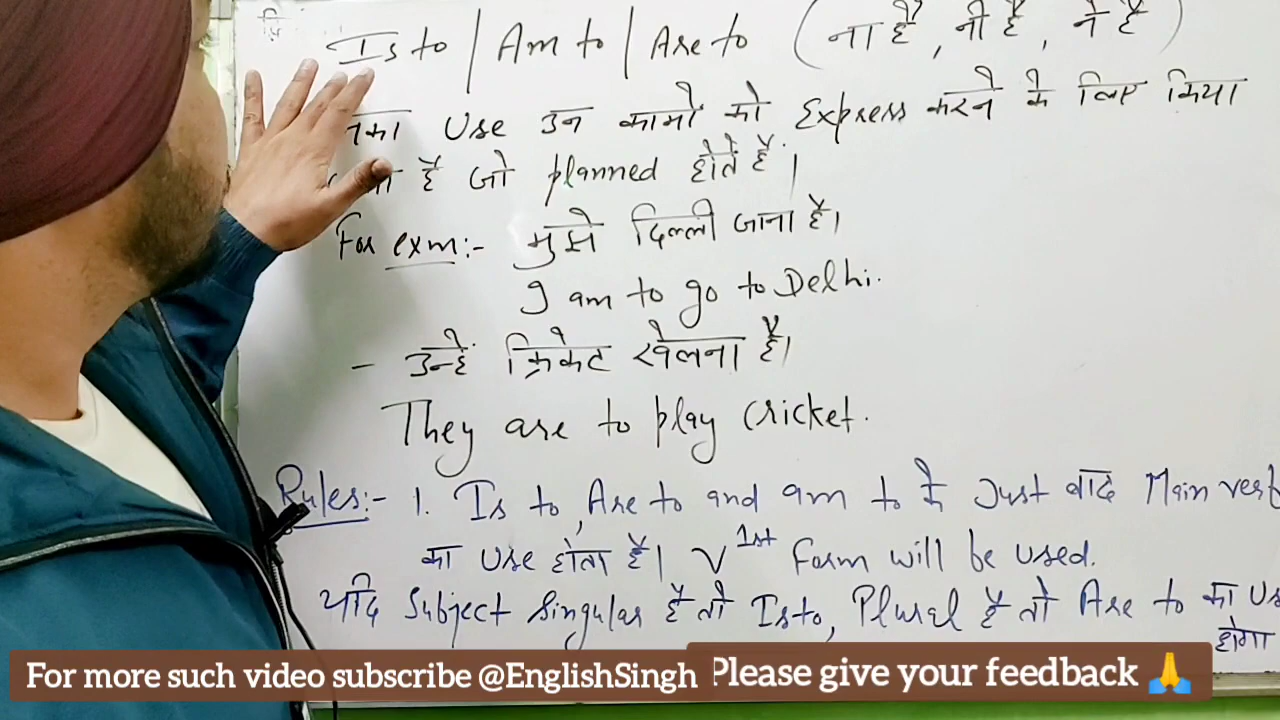 Is to / Am to / Are to (ना है, नी है, ने है)
Use उन कामों को Express करने के लिए किया
है जो planned होते हैं।
For exm:- मुझे दिल्ली जाना है।
I am to go to Delhi.
- उन्हें क्रिकेट खेलना है।
They are to play cricket.
Rules:- 1. Is to, Are to and am to के Just बाद Main verb
का use होता है। V 1st Form will be used.
यदि Subject Singular है तो Is to, Plural है तो Are to का Us
होगा
For more such video subscribe @EnglishSingh
Please give your feedback 🙏